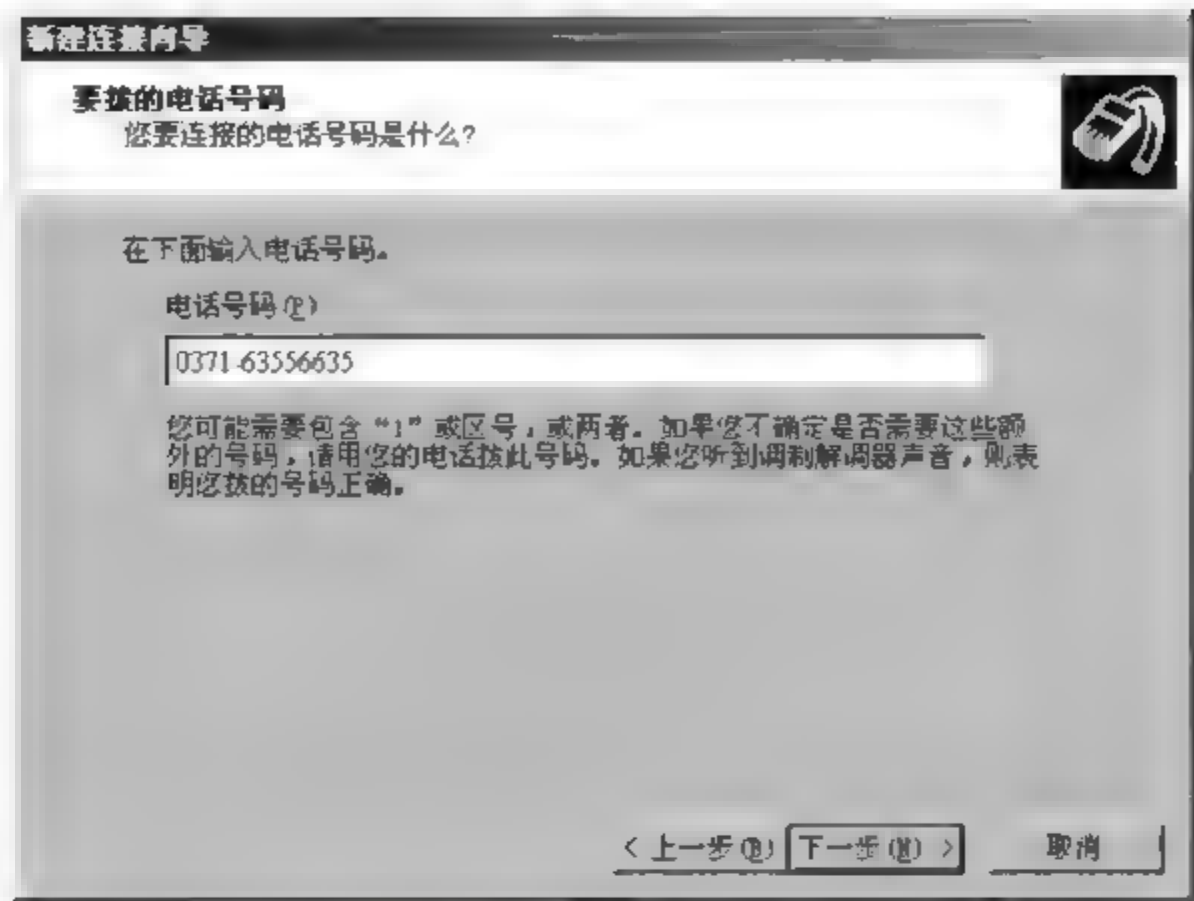 新建连接向导
要拨的电话号码
您要连接的电话号码是什么?
在下面输入电话号码。
电话号码(P)
0371-63556635
您可能需要包含“1”或区号,或两者。如果您不确定是否需要这些额
外的号码,请用您的电话拨此号码。如果您听到调制解调器声音,则表
明您拨的号码正确。
< 上一步(B) 下一步(N) > 取消